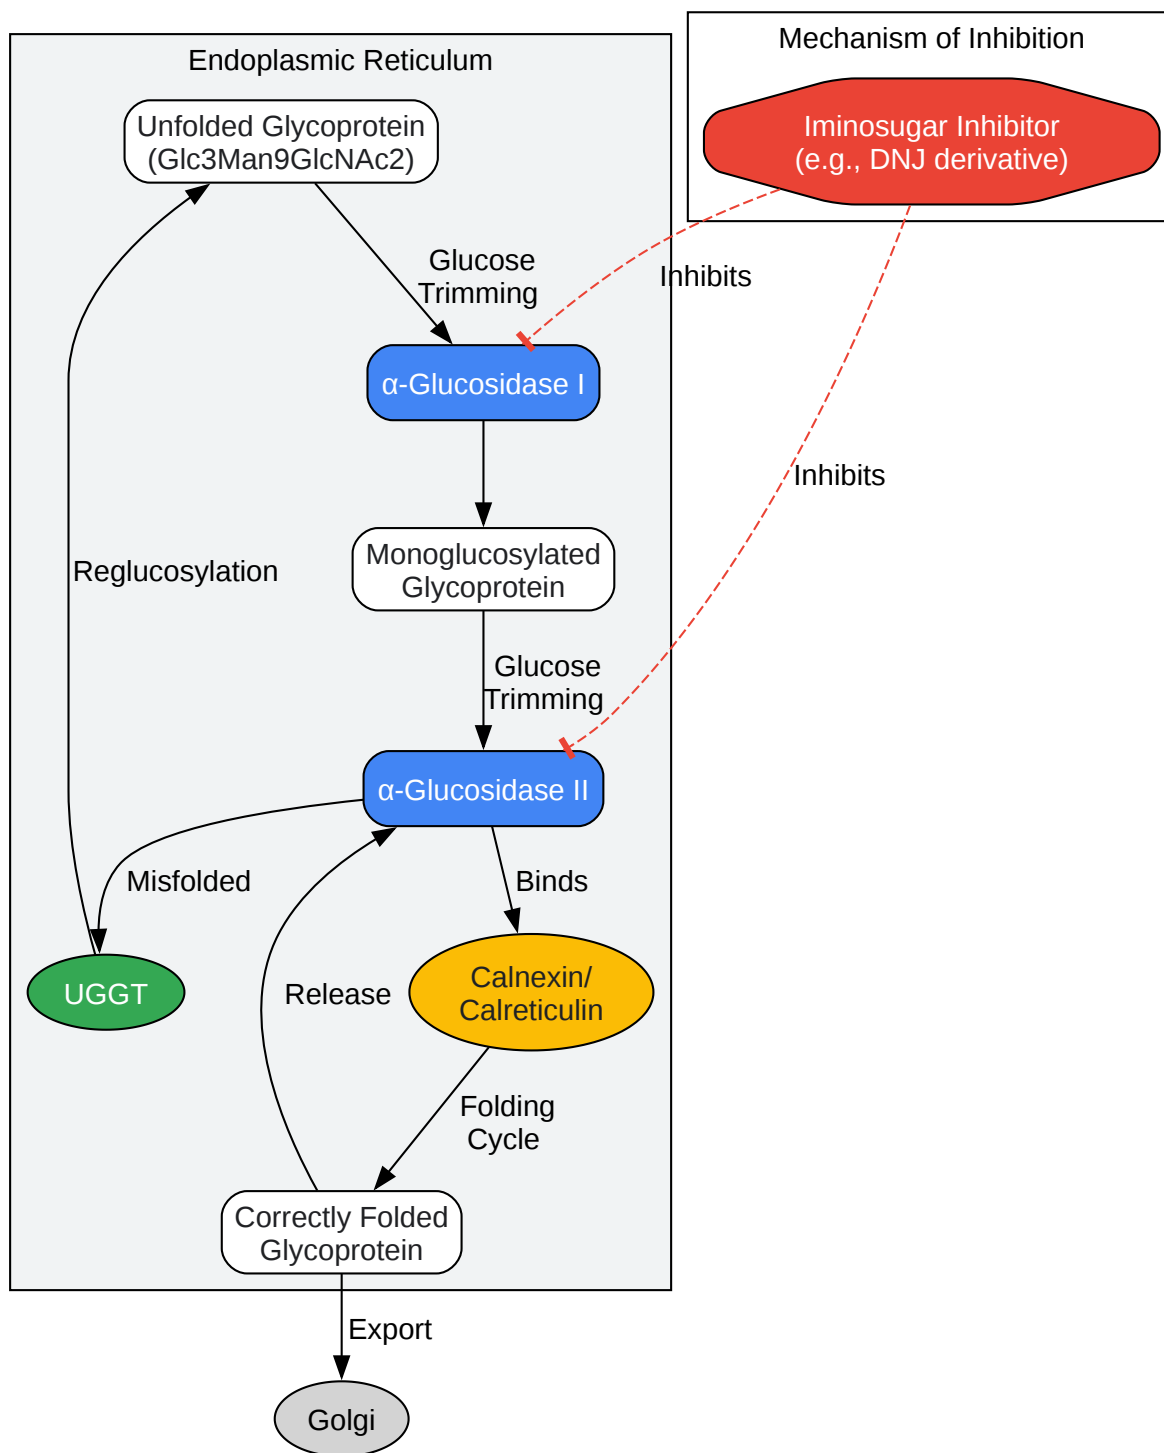 Mechanism of Inhibition
Endoplasmic Reticulum
Unfolded Glycoprotein
(Glc3Man9GlcNAc2)
Iminosugar Inhibitor
(e.g., DNJ derivative)
Glucose
Trimming
Inhibits
α-Glucosidase I
Inhibits
Monoglucosylated
Glycoprotein
Reglucosylation
Glucose
Trimming
α-Glucosidase II
Misfolded
Binds
UGGT
Release
Calnexin/
Calreticulin
Folding
Cycle
Correctly Folded
Glycoprotein
Export
Golgi